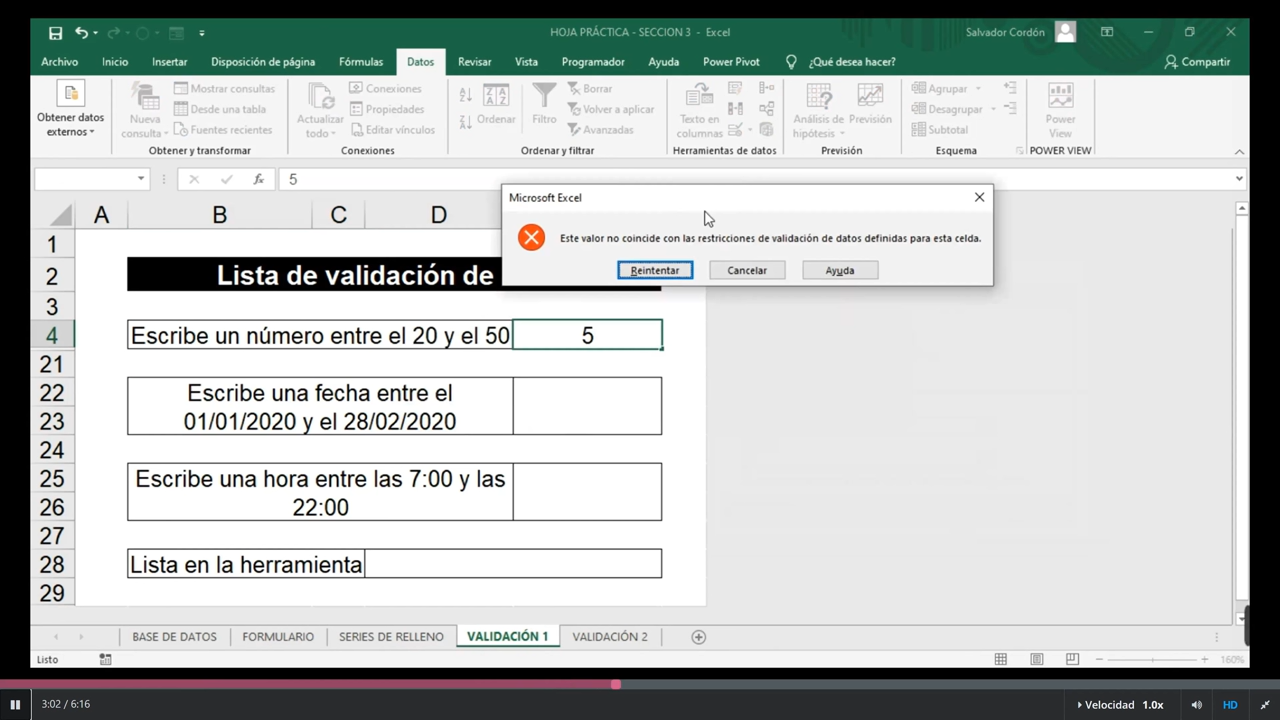 HOJA PRÁCTICA - SECCION 3 - Excel
Salvador Cordón
Archivo Inicio Insertar Disposición de página Fórmulas Datos Revisar Vista Programador Ayuda Power Pivot ¿Qué desea hacer? Compartir
Obtener datos
externos
Nueva
consulta
Mostrar consultas
Desde una tabla
Fuentes recientes
Obtener y transformar
Actualizar
todo
Conexiones
Propiedades
Editar vínculos
Conexiones
Ordenar
Filtro
Borrar
Volver a aplicar
Avanzadas
Ordenar y filtrar
Texto en
columnas
Herramientas de datos
Análisis de
hipótesis
Previsión
Previsión
Agrupar
Desagrupar
Subtotal
Esquema
Power
View
POWER VIEW
fx 5
Microsoft Excel
Este valor no coincide con las restricciones de validación de datos definidas para esta celda.
Reintentar Cancelar Ayuda
A B C D
1
2 Lista de validación de
3
4 Escribe un número entre el 20 y el 50 5
21
22 Escribe una fecha entre el
23 01/01/2020 y el 28/02/2020
24
25 Escribe una hora entre las 7:00 y las
26 22:00
27
28 Lista en la herramienta
29
BASE DE DATOS FORMULARIO SERIES DE RELLENO VALIDACIÓN 1 VALIDACIÓN 2
Listo
160%
3:02 / 6:16
Velocidad 1.0x
HD